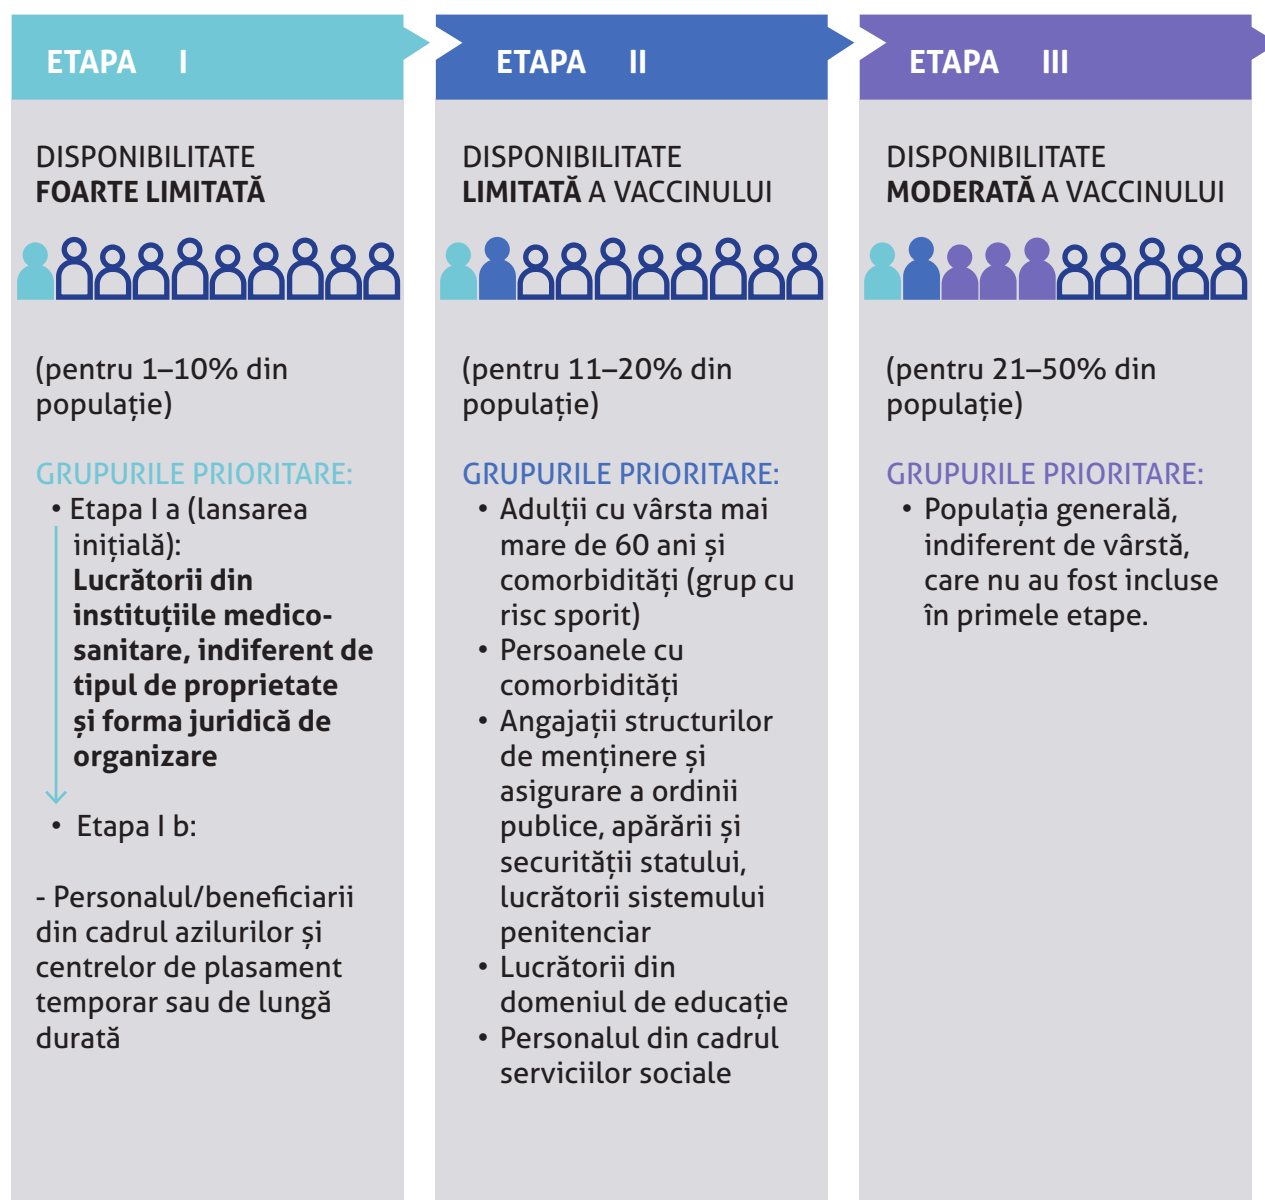 ETAPA I
DISPONIBILITATE
FOARTE LIMITATĂ
(pentru 1–10% din
populație)
GRUPURILE PRIORITARE:
• Etapa I a (lansarea
inițială):
Lucrătorii din
instituțiile medico-
sanitare, indiferent de
tipul de proprietate
și forma juridică de
organizare
• Etapa I b:
- Personalul/beneficiarii
din cadrul azilurilor și
centrelor de plasament
temporar sau de lungă
durată
ETAPA II
DISPONIBILITATE
LIMITATĂ A VACCINULUI
(pentru 11–20% din
populație)
GRUPURILE PRIORITARE:
• Adulții cu vârsta mai
mare de 60 ani și
comorbidități (grup cu
risc sporit)
• Persoanele cu
comorbidități
• Angajații structurilor
de menținere și
asigurare a ordinii
publice, apărării și
securității statului,
lucrătorii sistemului
penitenciar
• Lucrătorii din
domeniul de educație
• Personalul din cadrul
serviciilor sociale
ETAPA III
DISPONIBILITATE
MODERATĂ A VACCINULUI
(pentru 21–50% din
populație)
GRUPURILE PRIORITARE:
• Populația generală,
indiferent de vârstă,
care nu au fost incluse
în primele etape.